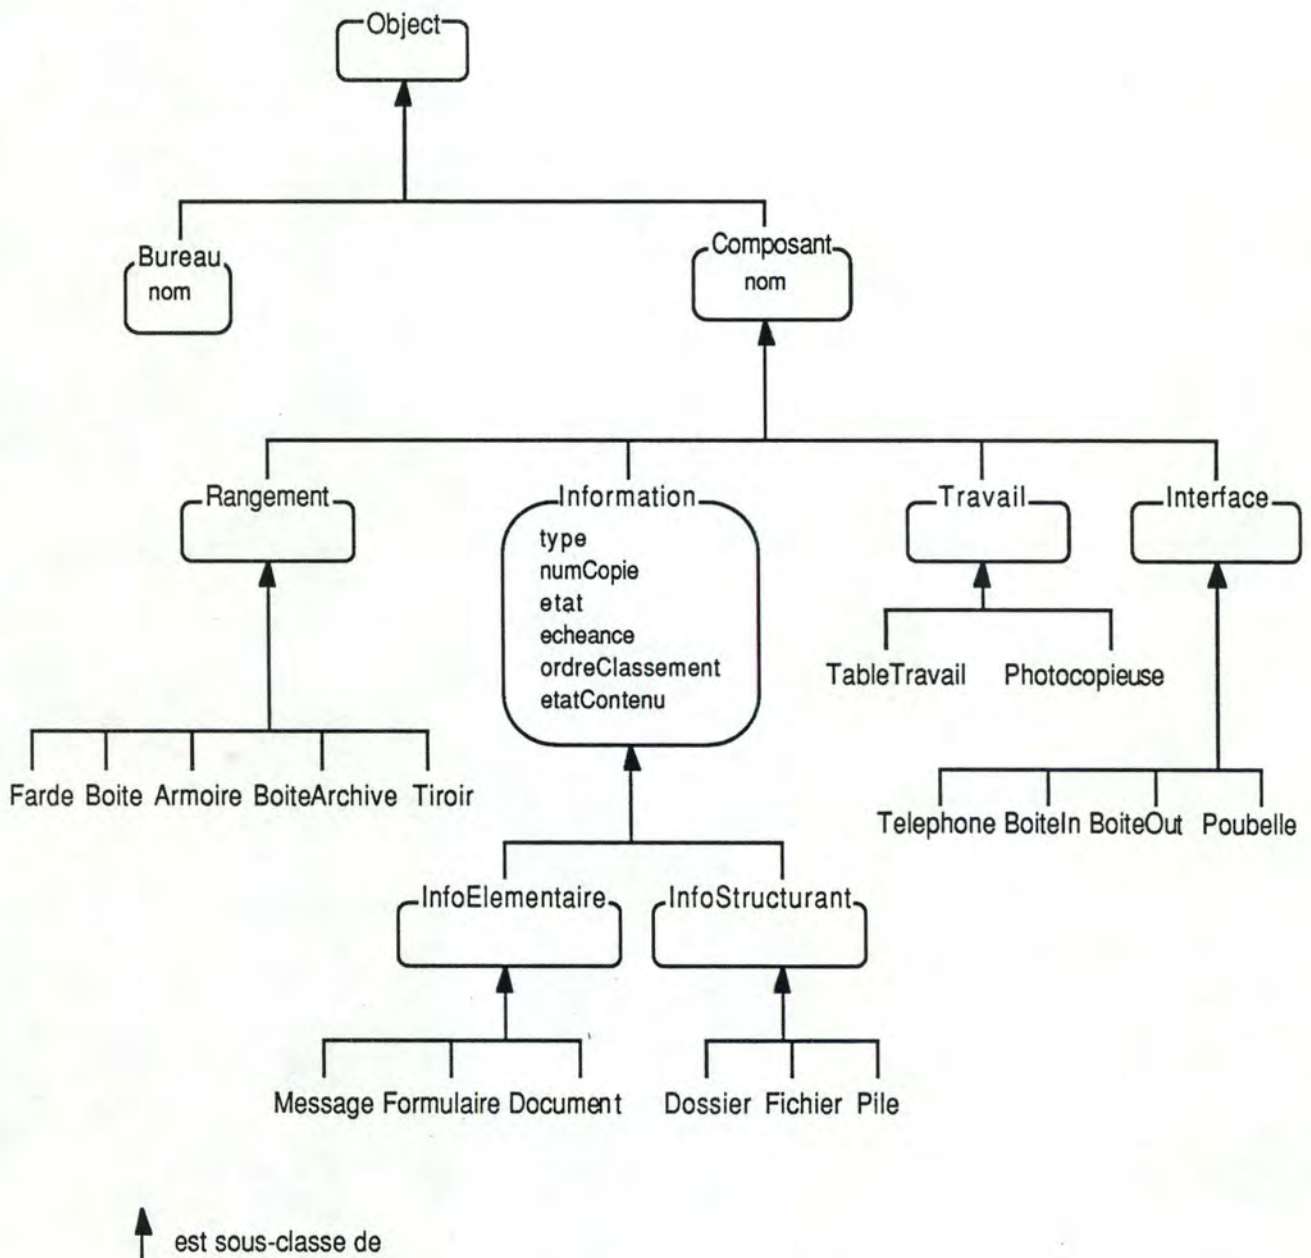 Object
Bureau
nom
Composant
nom
Rangement
Information
type
numCopie
etat
echeance
ordreClassement
etatContenu
Travail
Interface
TableTravail Photocopieuse
Farde Boite Armoire BoiteArchive Tiroir
Telephone BoiteIn BoiteOut Poubelle
InfoElementaire
InfoStructurant
Message Formulaire Document
Dossier Fichier Pile
est sous-classe de